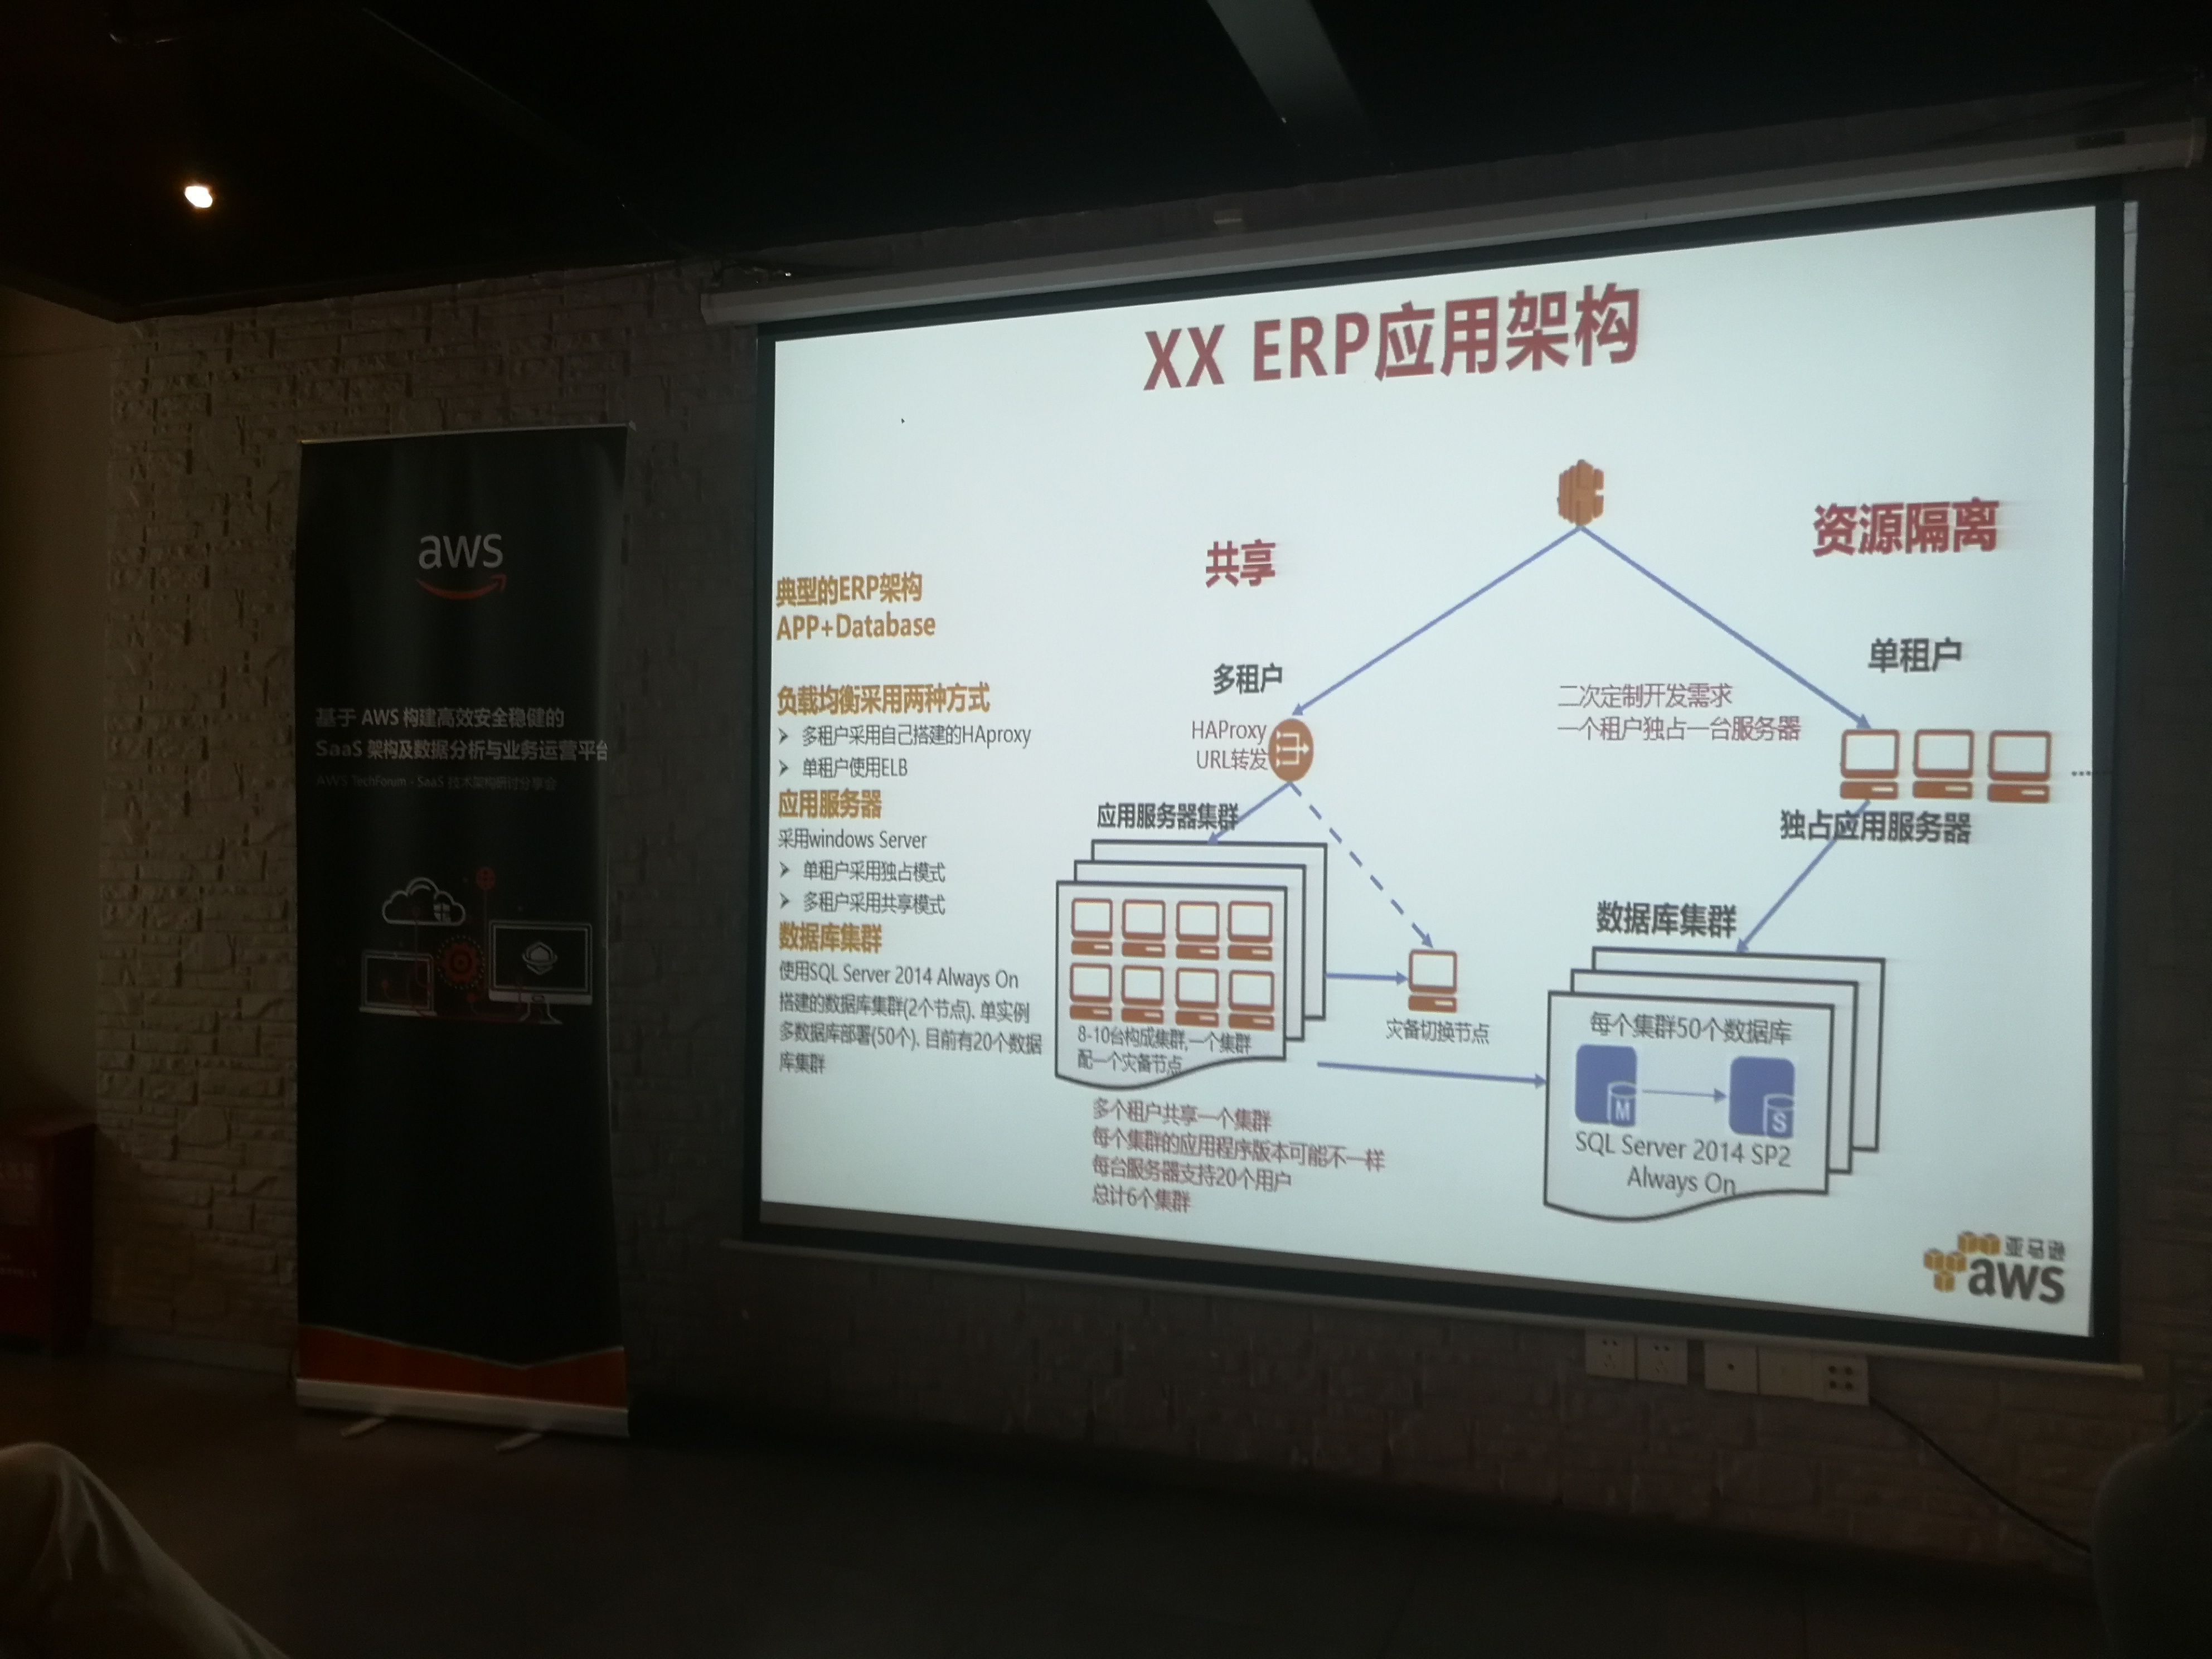 aws
基于 AWS 构建高效安全稳健的
SaaS 架构及数据分析与业务运营平台
AWS TechForum - SaaS 技术架构研讨分享会
XX ERP应用架构
典型的ERP架构
APP+Database
负载均衡采用两种方式
➤ 多租户采用自己搭建的HAproxy
➤ 单租户使用ELB
应用服务器
采用windows Server
➤ 单租户采用独占模式
➤ 多租户采用共享模式
数据库集群
使用SQL Server 2014 Always On
搭建的数据库集群(2个节点). 单实例
多数据库部署(50个). 目前有20个数据
库集群
共享
资源隔离
多租户
单租户
HAProxy
URL转发
二次定制开发需求
一个租户独占一台服务器
......
应用服务器集群
独占应用服务器
8-10台构成集群,一个集群
配一个灾备节点
灾备切换节点
多个租户共享一个集群
每个集群的应用程序版本可能不一样
每台服务器支持20个用户
总计6个集群
数据库集群
每个集群50个数据库
M
S
SQL Server 2014 SP2
Always On
亚马逊
aws